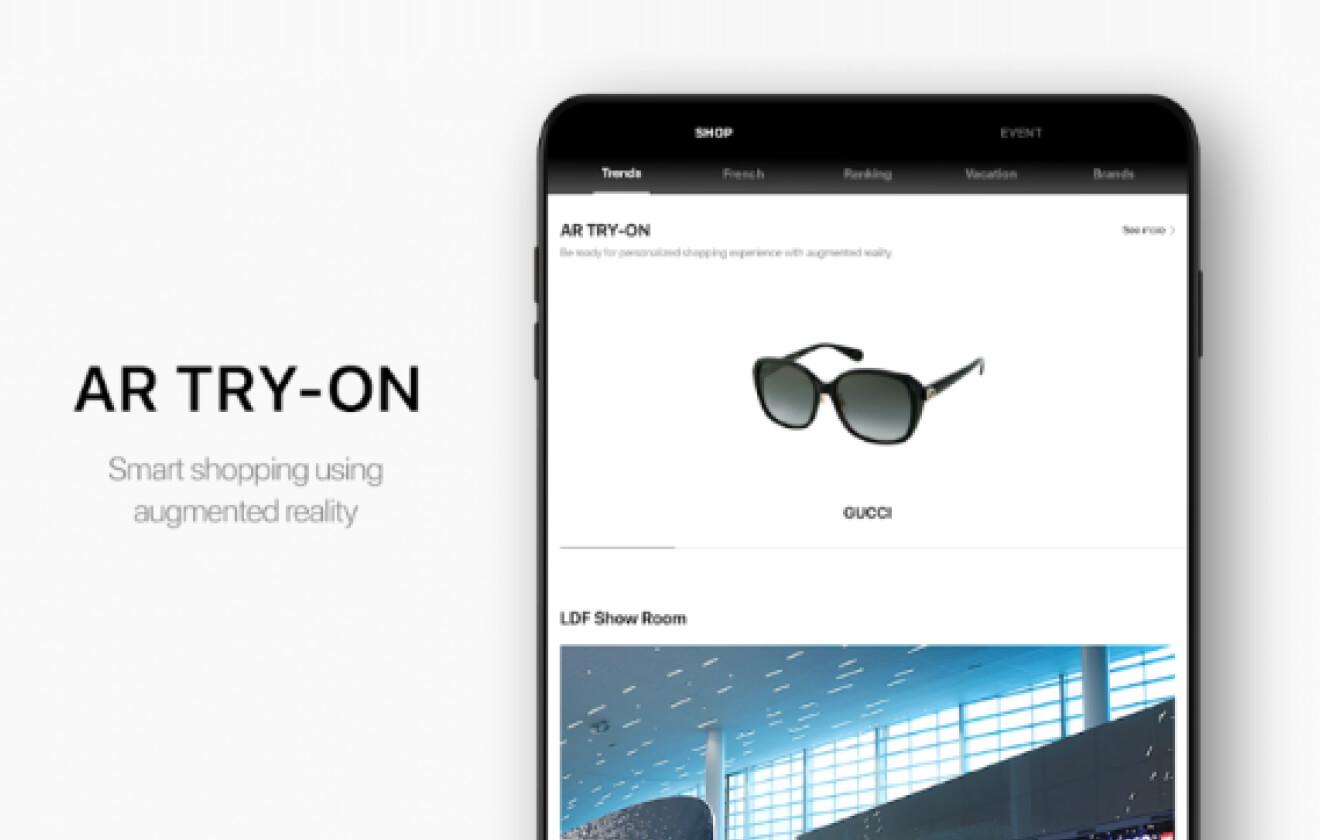 AR TRY-ON
Smart shopping using
augmented reality
SHOP
EVENT
Trends
French
Ranking
Vacation
Brands
AR TRY-ON
See more
Be ready for personalized shopping experience with augmented reality.
GUCCI
LDF Show Room